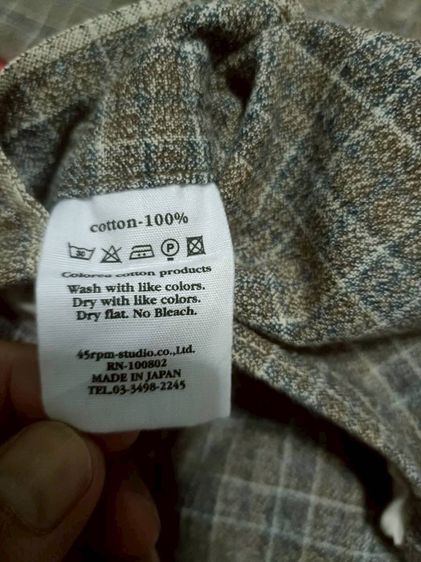 cotton-100%
30 P
Colored cotton products
Wash with like colors.
Dry with like colors.
Dry flat. No Bleach.
45rpm-studio.co.,Ltd.
RN-100802
MADE IN JAPAN
TEL.03-3498-2245